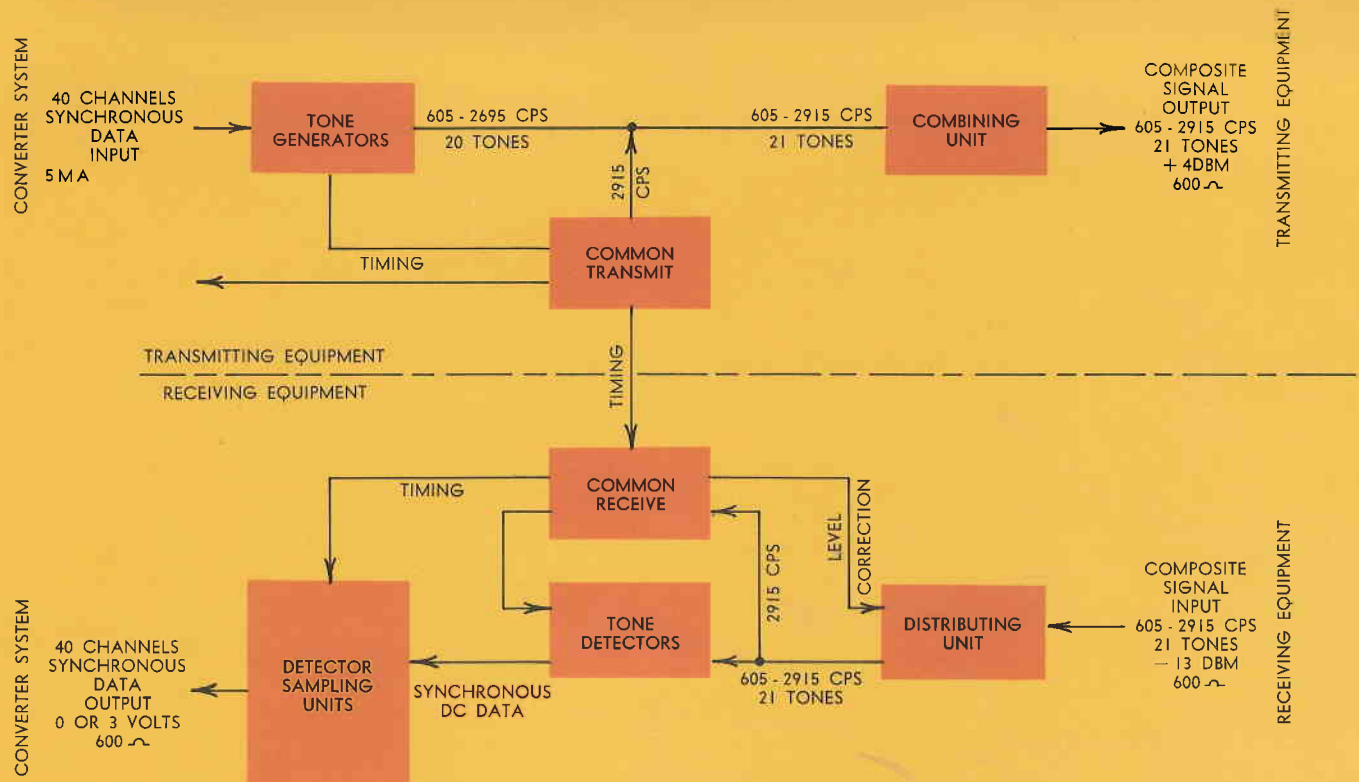 CONVERTER SYSTEM
40 CHANNELS
SYNCHRONOUS
DATA
INPUT
5 MA
TONE
GENERATORS
605 - 2695 CPS
20 TONES
2915
CPS
605 - 2915 CPS
21 TONES
COMBINING
UNIT
COMPOSITE
SIGNAL
OUTPUT
605 - 2915 CPS
21 TONES
+ 4DBM
600 Ω
TRANSMITTING EQUIPMENT
TIMING
COMMON
TRANSMIT
TRANSMITTING EQUIPMENT
RECEIVING EQUIPMENT
TIMING
TIMING
COMMON
RECEIVE
LEVEL
CORRECTION
2915 CPS
TONE
DETECTORS
DISTRIBUTING
UNIT
COMPOSITE
SIGNAL
INPUT
605 - 2915 CPS
21 TONES
- 13 DBM
600 Ω
RECEIVING EQUIPMENT
CONVERTER SYSTEM
40 CHANNELS
SYNCHRONOUS
DATA
OUTPUT
0 OR 3 VOLTS
600 Ω
DETECTOR
SAMPLING
UNITS
SYNCHRONOUS
DC DATA
605 - 2915 CPS
21 TONES